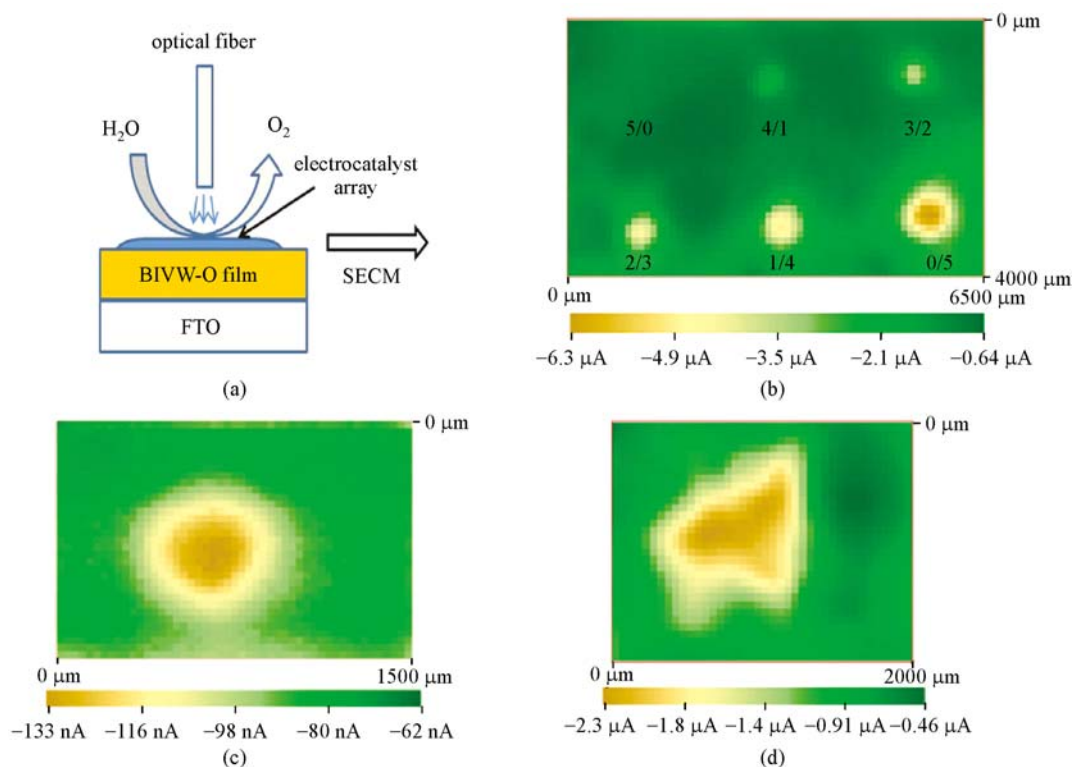 optical fiber
H₂O
O₂
electrocatalyst
array
BIVW-O film
FTO
SECM
(a)
0 μm
5/0 4/1 3/2
2/3 1/4 0/5
4000 μm
0 μm 6500 μm
−6.3 μA −4.9 μA −3.5 μA −2.1 μA −0.64 μA
(b)
0 μm
0 μm 1500 μm
−133 nA −116 nA −98 nA −80 nA −62 nA
(c)
0 μm
0 μm 2000 μm
−2.3 μA −1.8 μA −1.4 μA −0.91 μA −0.46 μA
(d)